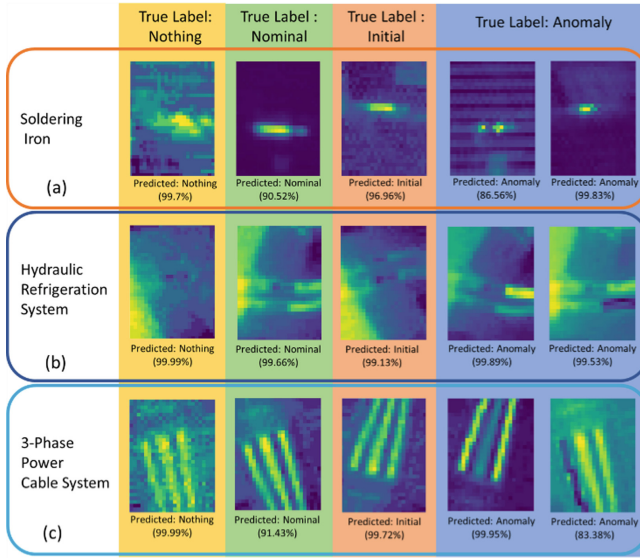 True Label:
Nothing
True Label :
Nominal
True Label :
Initial
True Label: Anomaly
Soldering
Iron
(a)
Predicted: Nothing
(99.7%)
Predicted: Nominal
(90.52%)
Predicted: Initial
(96.96%)
Predicted: Anomaly
(86.56%)
Predicted: Anomaly
(99.83%)
Hydraulic
Refrigeration
System
(b)
Predicted: Nothing
(99.99%)
Predicted: Nominal
(99.66%)
Predicted: Initial
(99.13%)
Predicted: Anomaly
(99.89%)
Predicted: Anomaly
(99.53%)
3-Phase
Power
Cable System
(c)
Predicted: Nothing
(99.99%)
Predicted: Nominal
(91.43%)
Predicted: Initial
(99.72%)
Predicted: Anomaly
(99.95%)
Predicted: Anomaly
(83.38%)